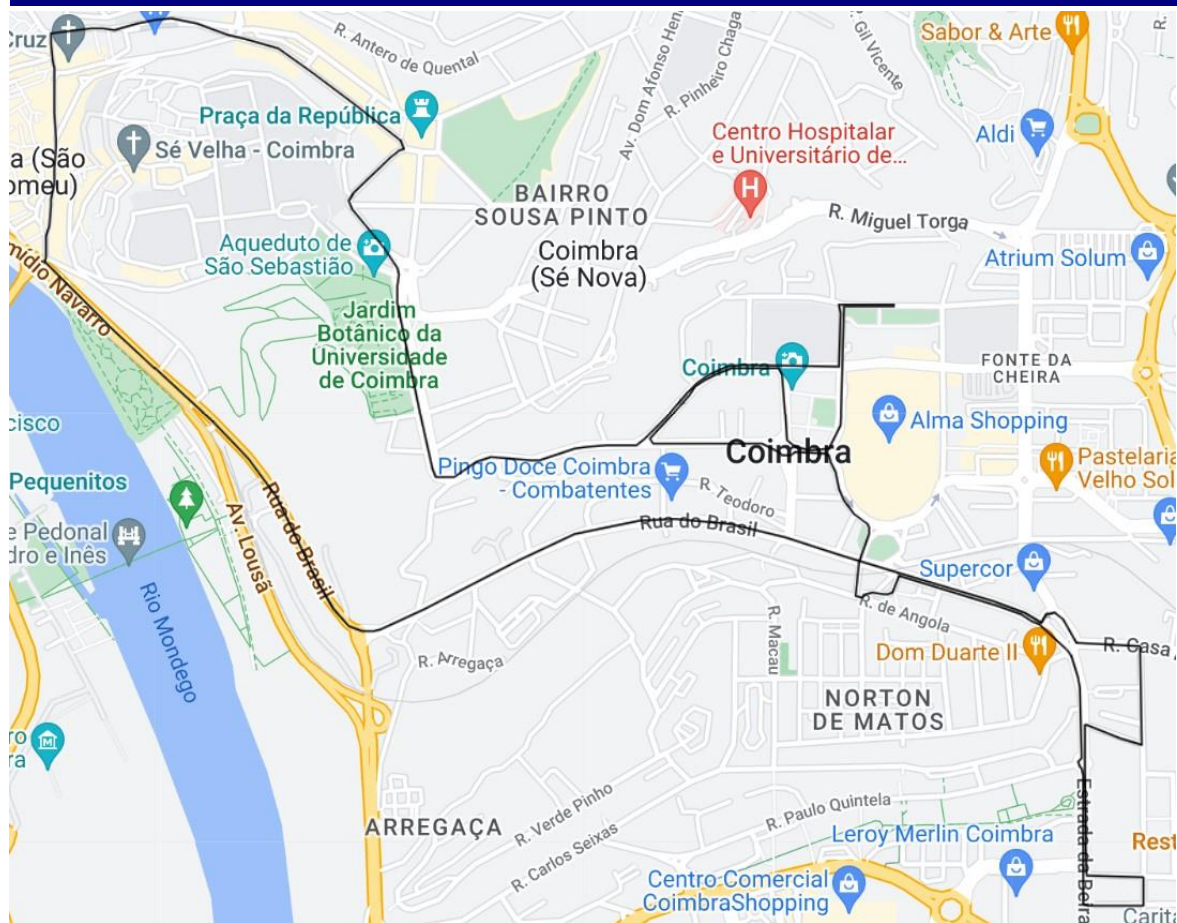 Cruz
R. Antero de Quental
Praça da República
Sé Velha - Coimbra
a (São
omeu)
Av. Dom Afonso Hen
R. Pinheiro Chaga
R. Gil Vicente
Sabor & Arte
R.
Aldi
Centro Hospitalar
e Universitário de...
BAIRRO
SOUSA PINTO
Coimbra
(Sé Nova)
R. Miguel Torga
Atrium Solum
Aqueduto de
São Sebastião
mídio Navarro
Jardim
Botânico da
Universidade
de Coimbra
Coimbra
FONTE DA
CHEIRA
Alma Shopping
cisco
Coimbra
Pingo Doce Coimbra
- Combatentes
R. Teodoro
Pastelaria
Velho Sol
Pequenitos
e Pedonal
dro e Inês
Rio Mondego
Av. Lousã
Rua do Brasil
Rua do Brasil
Supercor
R. de Angola
R. Macau
R. Casa
Dom Duarte II
R. Arregaça
NORTON
DE MATOS
ro
ra
ARREGAÇA
R. Verde Pinho
R. Carlos Seixas
R. Paulo Quintela
Estrada da Beira
Leroy Merlin Coimbra
Rest
Centro Comercial
CoimbraShopping
Carita